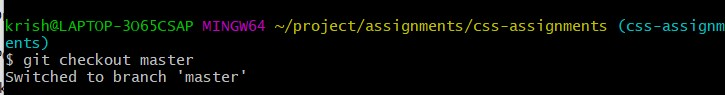 krish@LAPTOP-3O65CSAP MINGW64 ~/project/assignments/css-assignments (css-assignm
ents)
$ git checkout master
Switched to branch 'master'